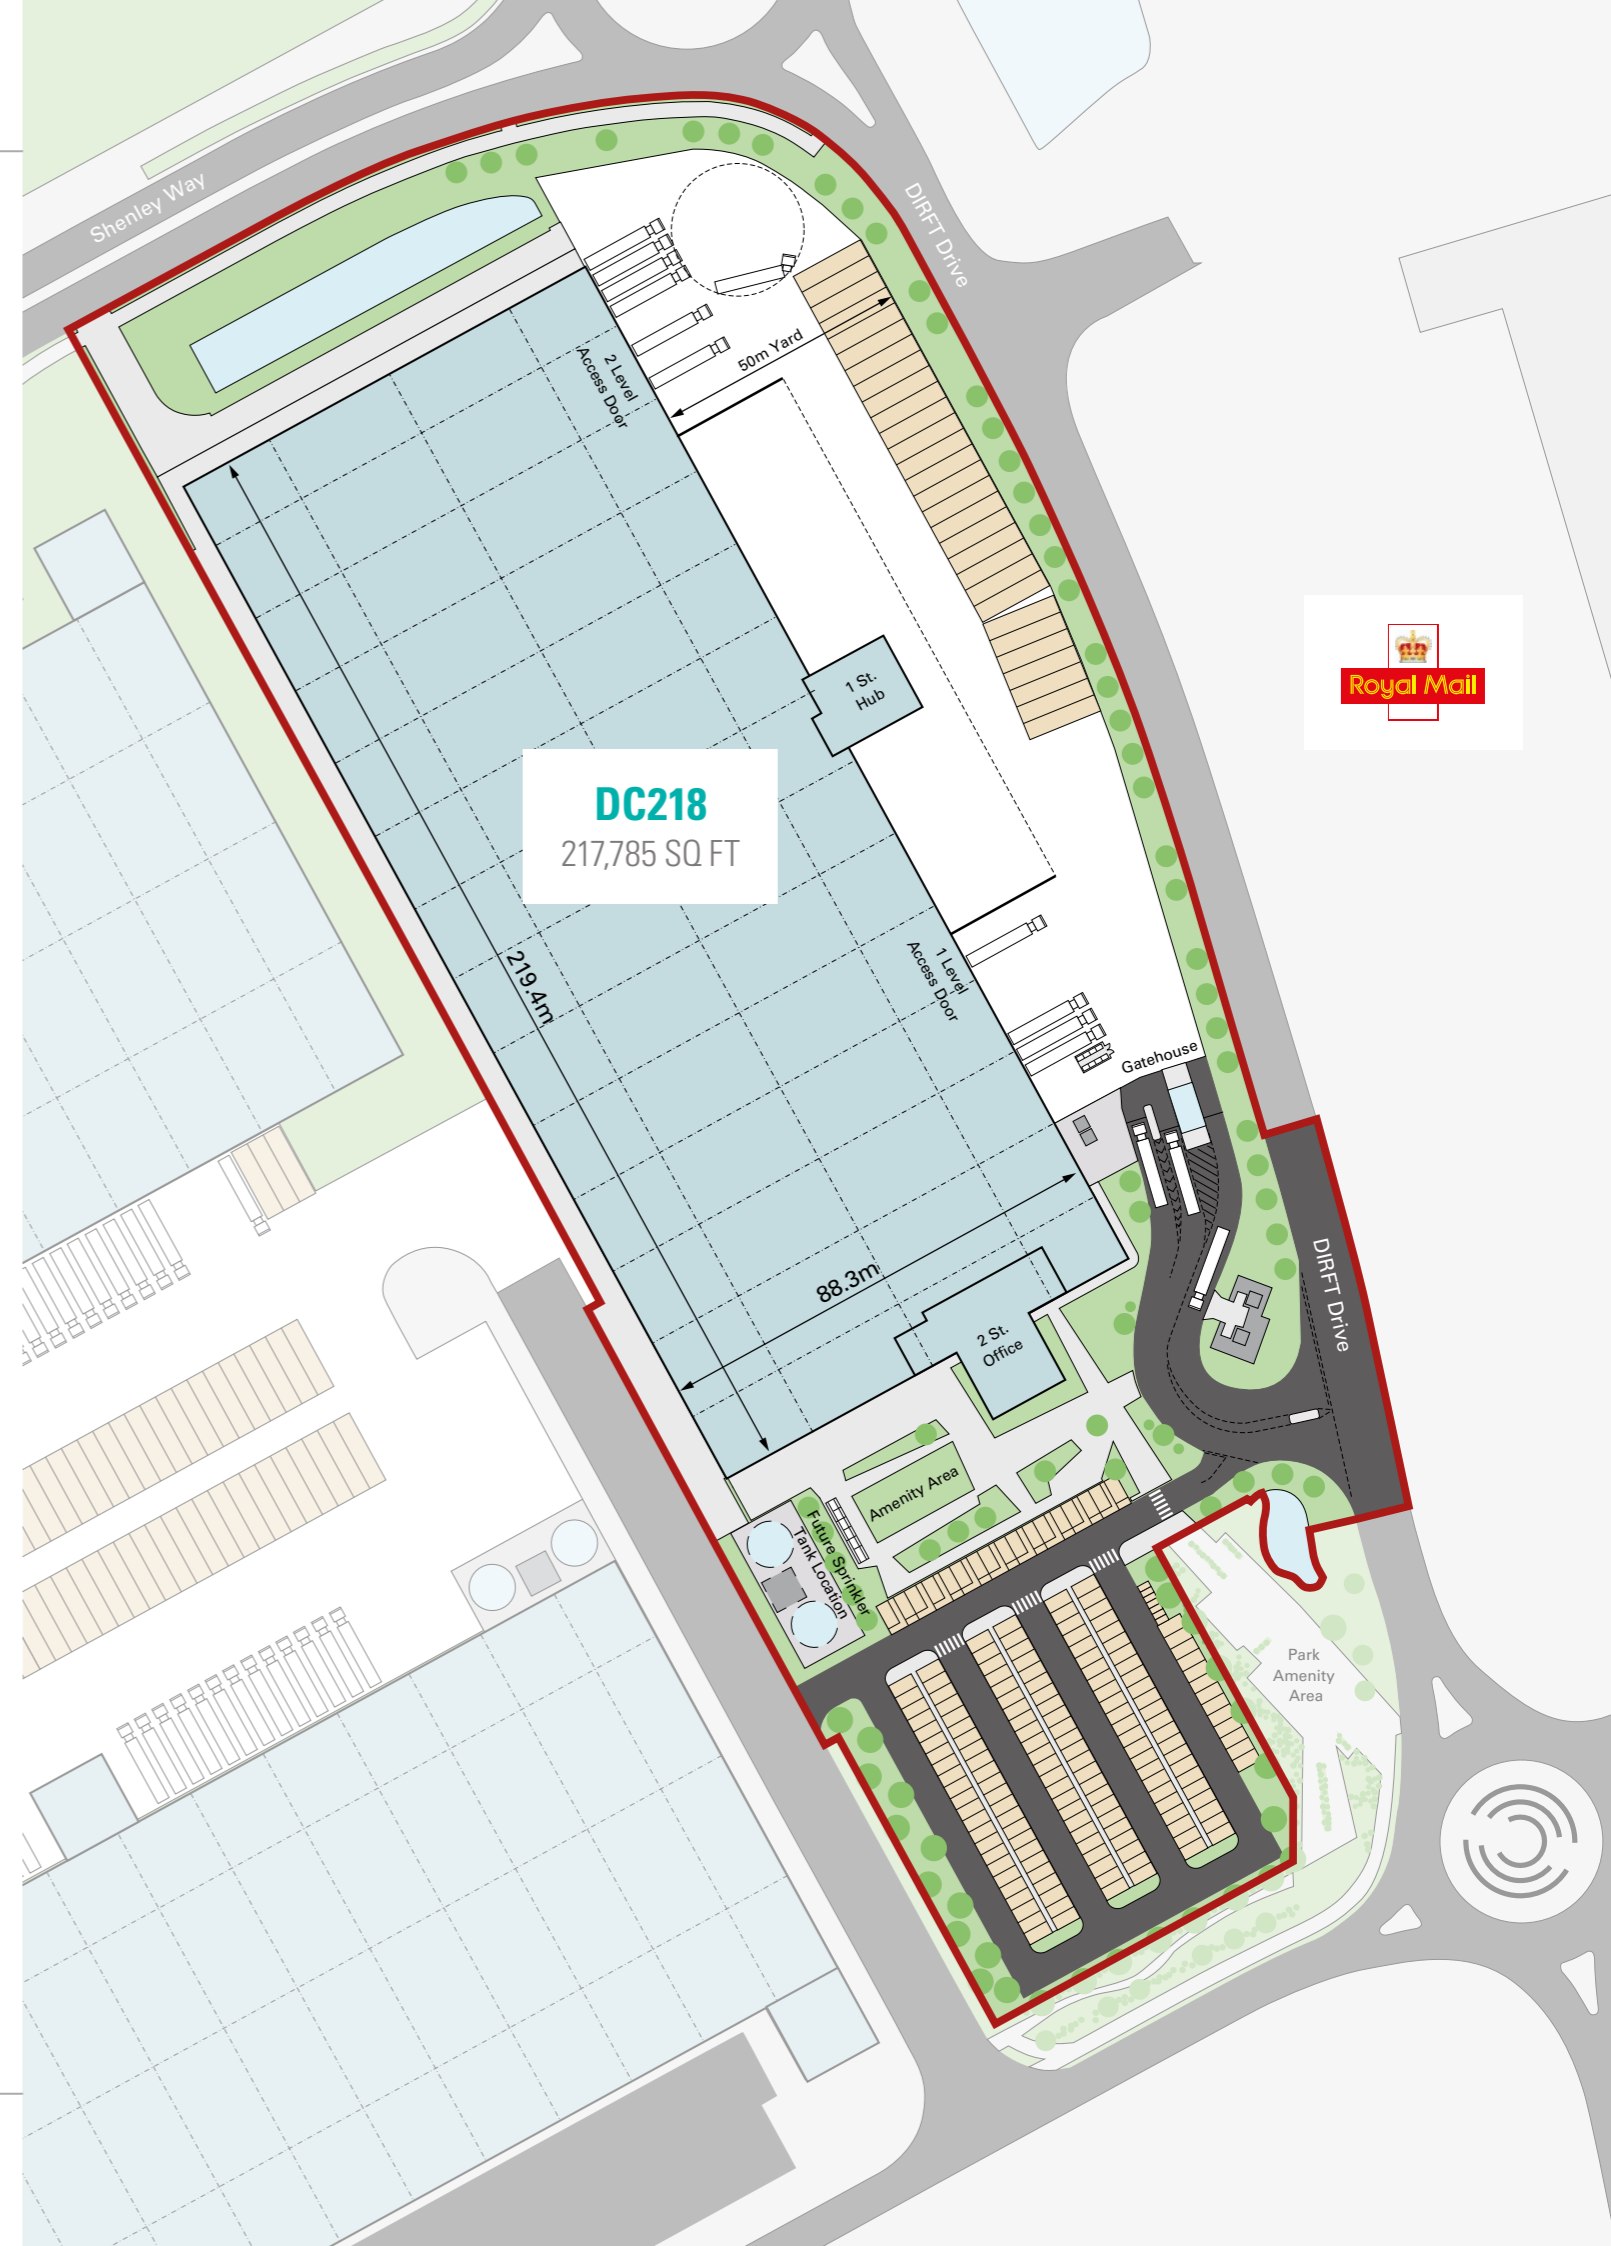 Shenley Way
DIRFT Drive
50m Yard
2 Level
Access Door
1 St.
Hub
Royal Mail
DC218
217,785 SQ FT
219.4m
1 Level
Access Door
Gatehouse
DIRFT Drive
88.3m
2 St.
Office
Amenity Area
Future Sprinkler
Tank Location
Park
Amenity
Area